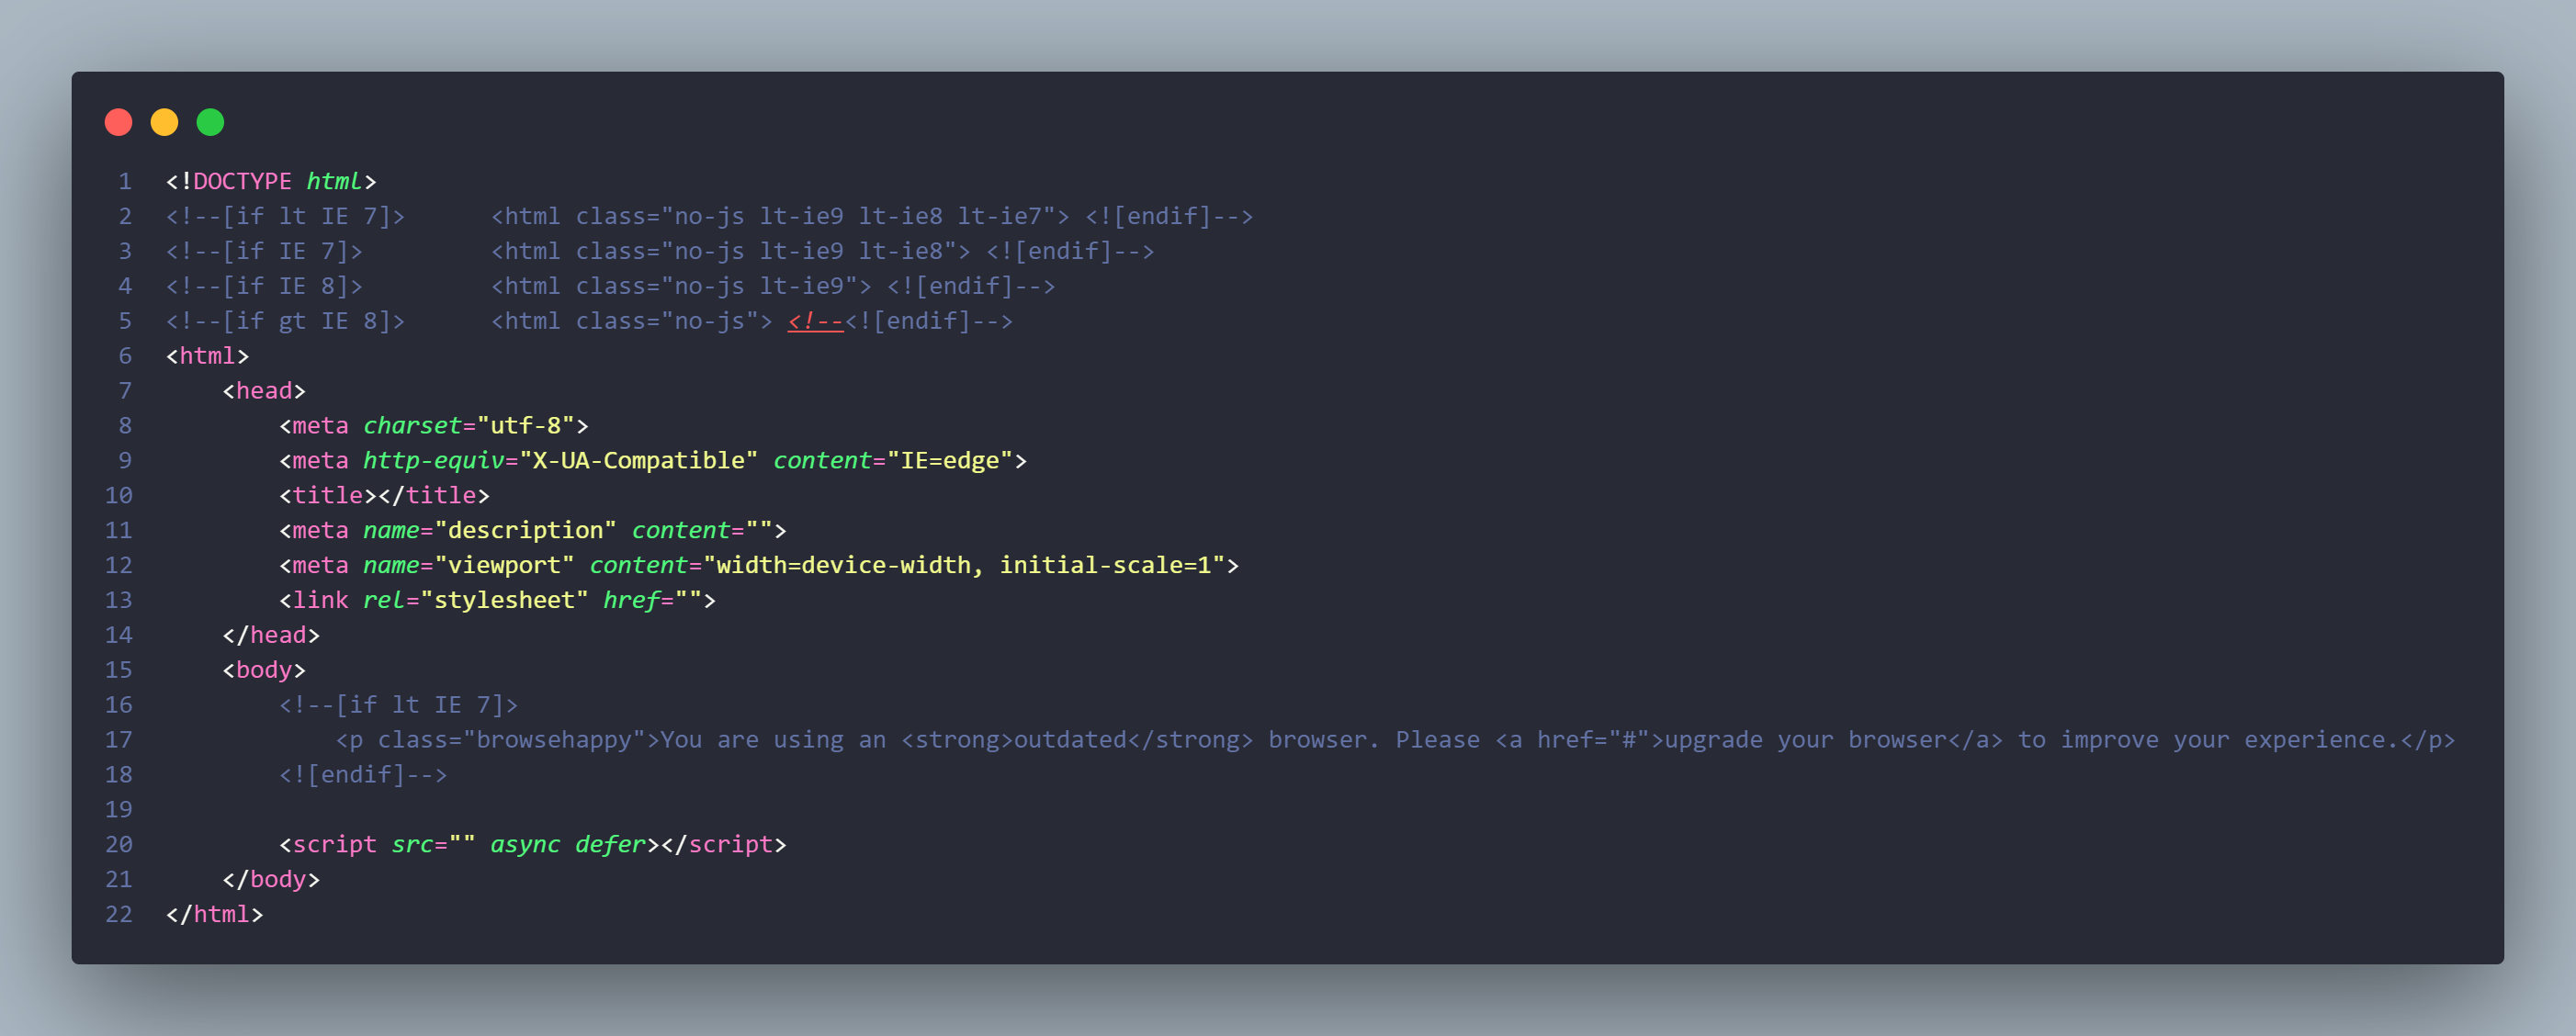 1 <!DOCTYPE html>
2 <!--[if lt IE 7]>      <html class="no-js lt-ie9 lt-ie8 lt-ie7"> <![endif]-->
3 <!--[if IE 7]>         <html class="no-js lt-ie9 lt-ie8"> <![endif]-->
4 <!--[if IE 8]>         <html class="no-js lt-ie9"> <![endif]-->
5 <!--[if gt IE 8]>      <html class="no-js"> <!--<![endif]-->
6 <html>
7     <head>
8         <meta charset="utf-8">
9         <meta http-equiv="X-UA-Compatible" content="IE=edge">
10         <title></title>
11         <meta name="description" content="">
12         <meta name="viewport" content="width=device-width, initial-scale=1">
13         <link rel="stylesheet" href="">
14     </head>
15     <body>
16         <!--[if lt IE 7]>
17             <p class="browsehappy">You are using an <strong>outdated</strong> browser. Please <a href="#">upgrade your browser</a> to improve your experience.</p>
18         <![endif]-->
19
20         <script src="" async defer></script>
21     </body>
22 </html>